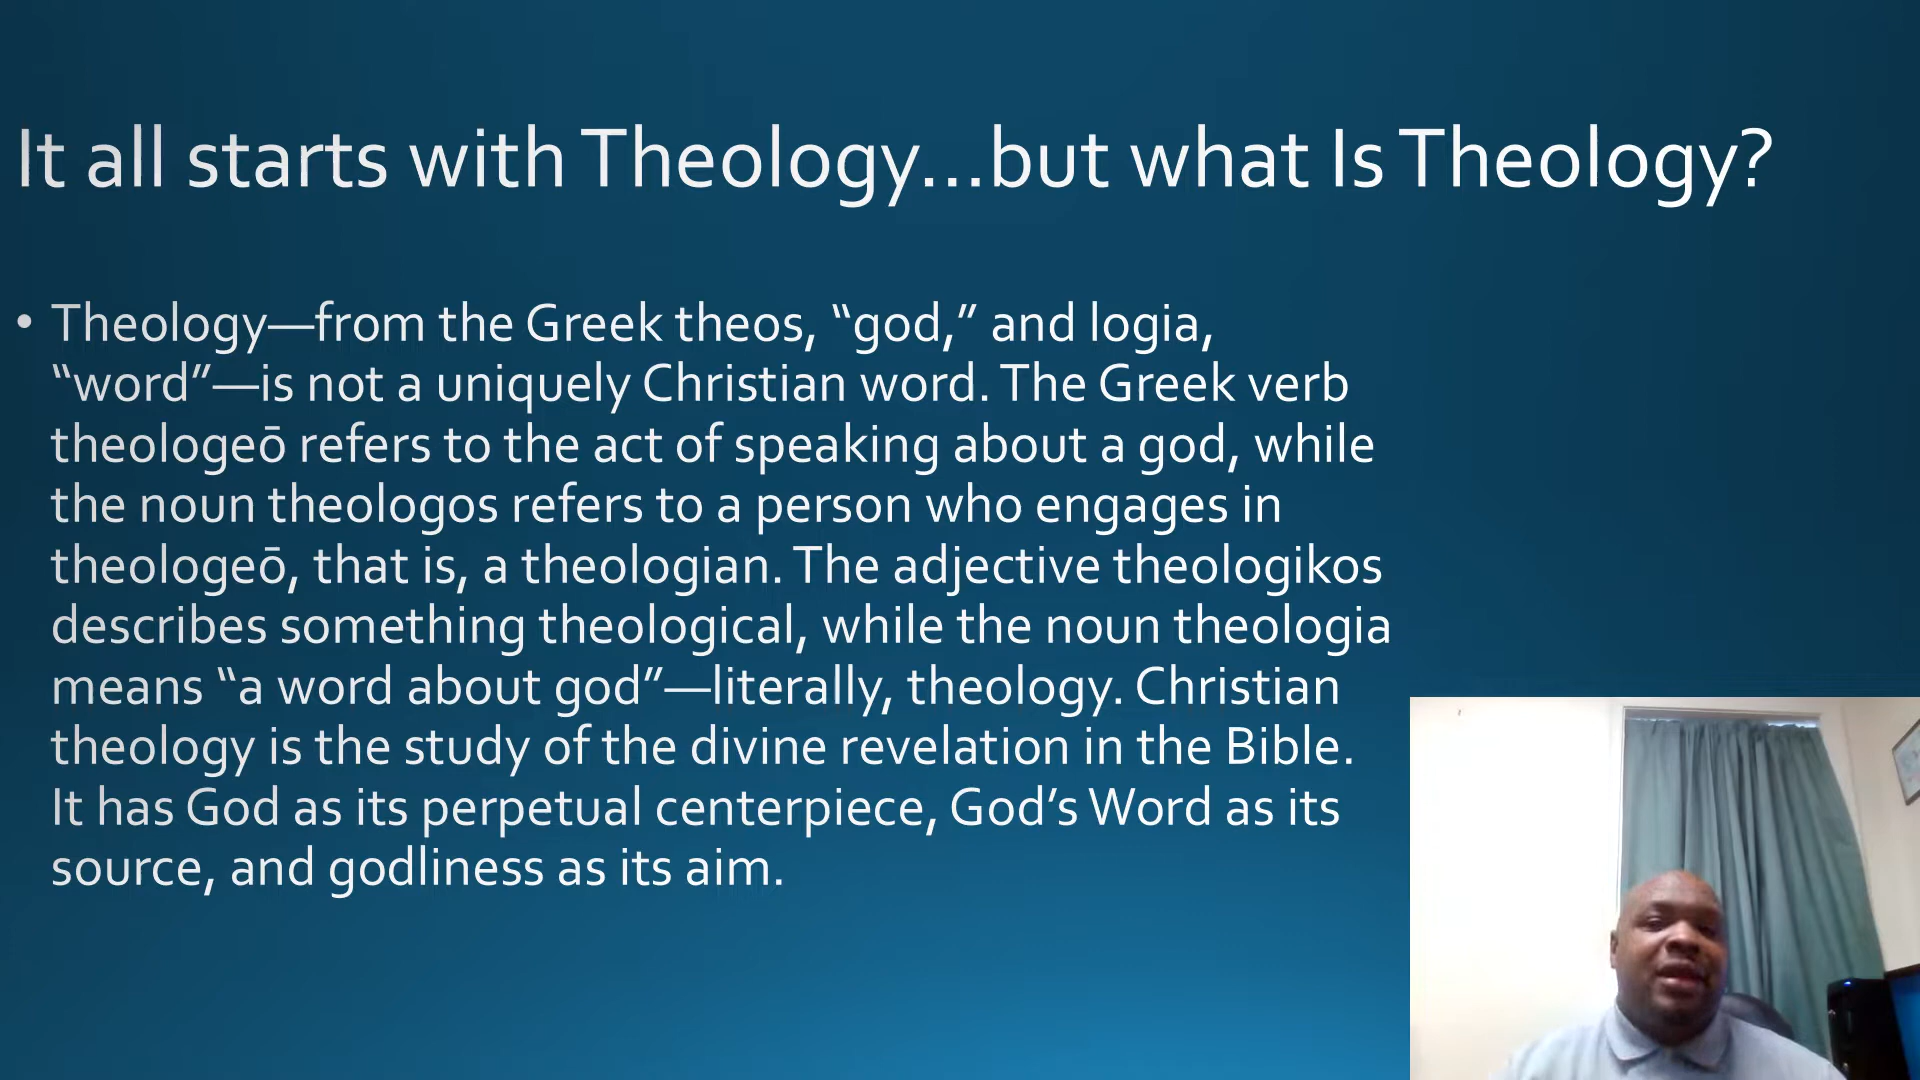 It all starts with Theology...but what Is Theology?
• Theology—from the Greek theos, “god,” and logia,
“word”—is not a uniquely Christian word. The Greek verb
theologeō refers to the act of speaking about a god, while
the noun theologos refers to a person who engages in
theologeō, that is, a theologian. The adjective theologikos
describes something theological, while the noun theologia
means “a word about god”—literally, theology. Christian
theology is the study of the divine revelation in the Bible.
It has God as its perpetual centerpiece, God’s Word as its
source, and godliness as its aim.